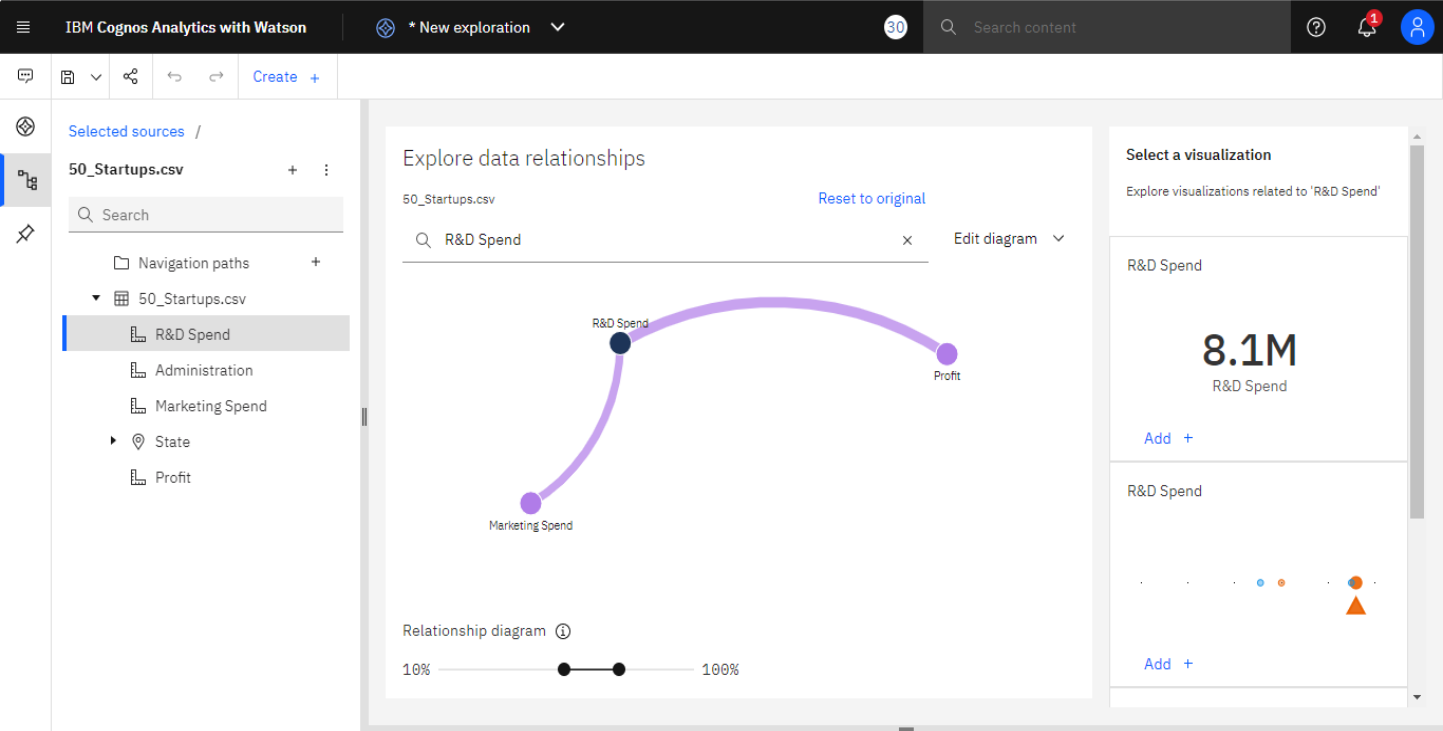 IBM Cognos Analytics with Watson
* New exploration
30
Search content
1
Create +
Selected sources /
50_Startups.csv
Search
Navigation paths
50_Startups.csv
R&D Spend
Administration
Marketing Spend
State
Profit
Explore data relationships
50_Startups.csv
Reset to original
R&D Spend
Edit diagram
R&D Spend
Profit
Marketing Spend
Relationship diagram
10%
100%
Select a visualization
Explore visualizations related to 'R&D Spend'
R&D Spend
8.1M
R&D Spend
Add +
R&D Spend
Add +